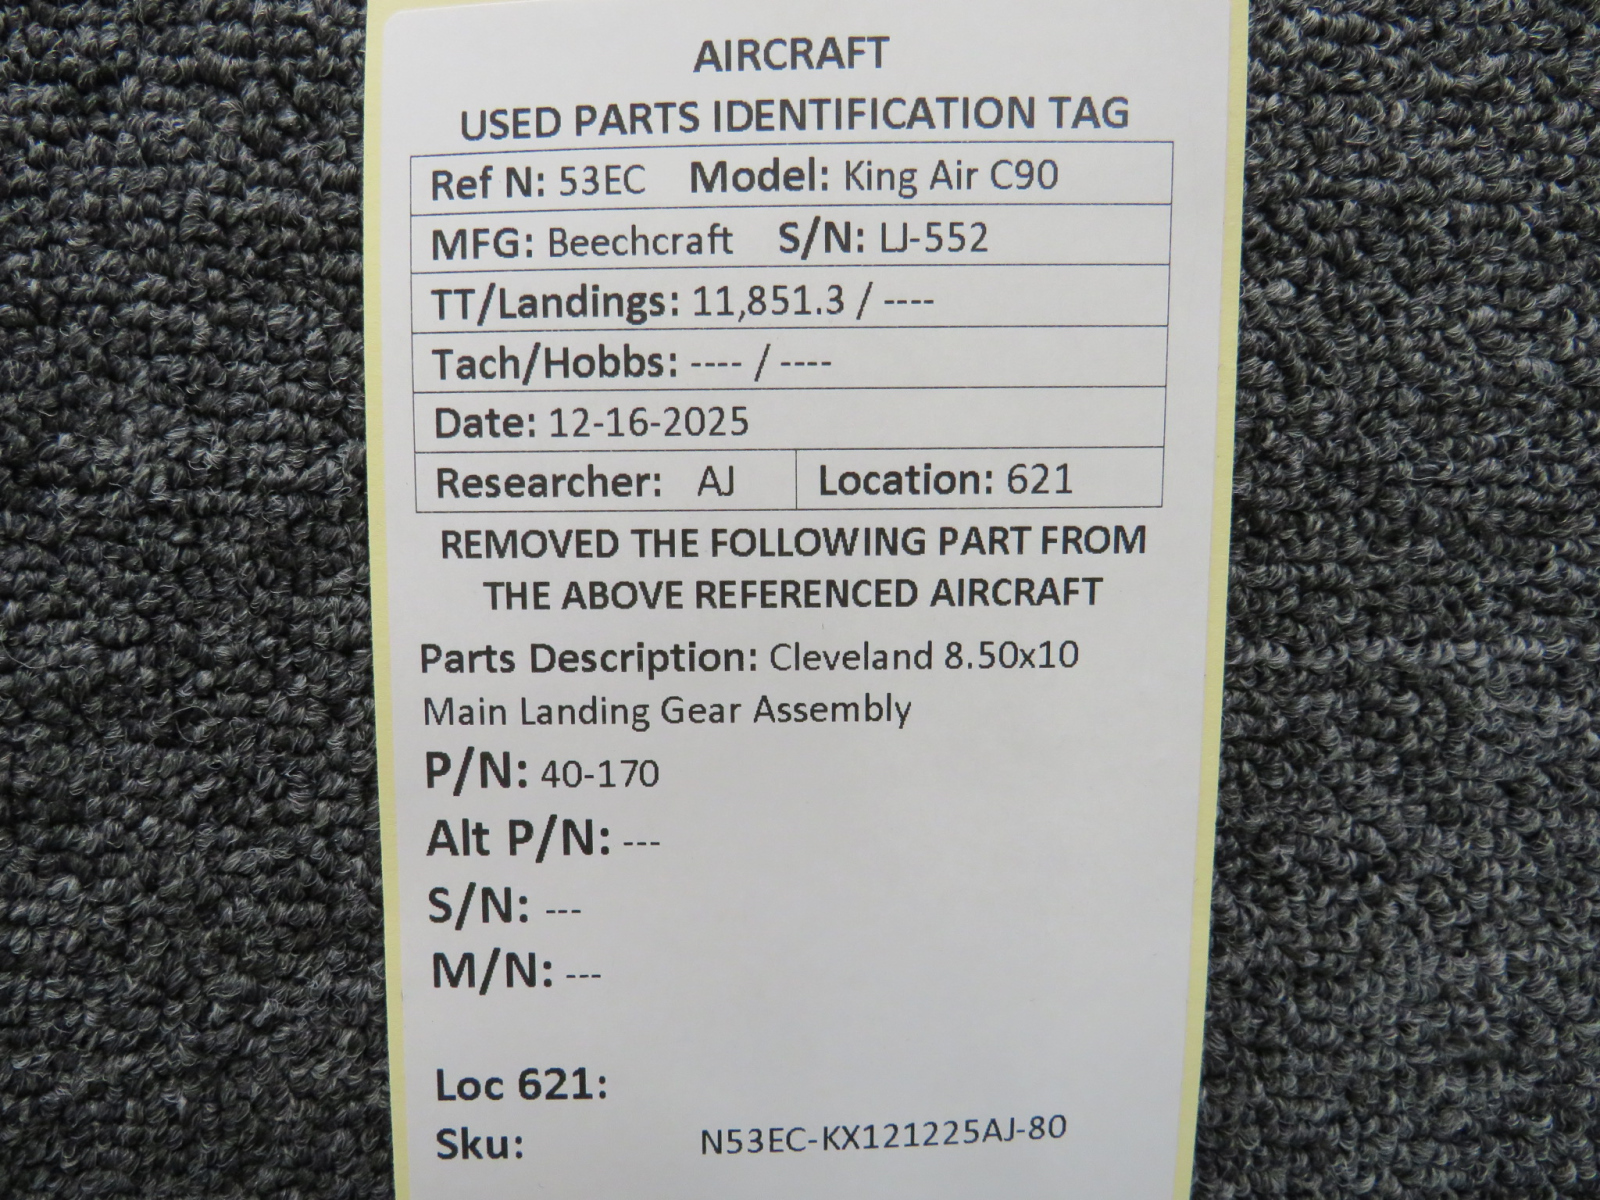 AIRCRAFT
USED PARTS IDENTIFICATION TAG
Ref N: 53EC Model: King Air C90
MFG: Beechcraft S/N: LJ-552
TT/Landings: 11,851.3 / ----
Tach/Hobbs: ---- / ----
Date: 12-16-2025
Researcher: AJ Location: 621
REMOVED THE FOLLOWING PART FROM
THE ABOVE REFERENCED AIRCRAFT
Parts Description: Cleveland 8.50x10
Main Landing Gear Assembly
P/N: 40-170
Alt P/N: ---
S/N: ---
M/N: ---
Loc 621:
Sku: N53EC-KX121225AJ-80